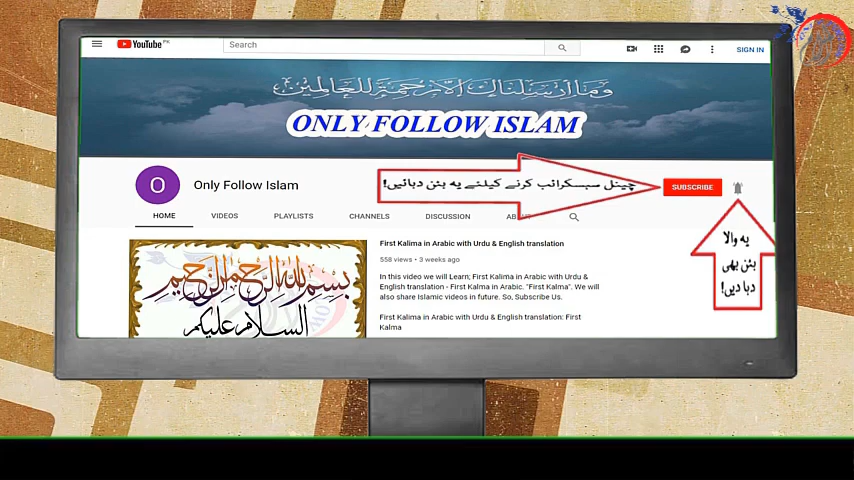 YouTube PK
Search
SIGN IN
وما ارسلناك الا رحمة للعالمين
ONLY FOLLOW ISLAM
O
Only Follow Islam
چینل سبسکرائب کرنے کیلئے یہ بٹن دبائیں!
SUBSCRIBE
HOME VIDEOS PLAYLISTS CHANNELS DISCUSSION
یہ والا
بٹن بھی
دبا دیں!
بسم الله الرحمن الرحيم
السلام عليكم
First Kalima in Arabic with Urdu & English translation
558 views • 3 weeks ago
In this video we will Learn; First Kalima in Arabic with Urdu &
English translation - First Kalima in Arabic. "First Kalma". We will
also share Islamic videos in future. So, Subscribe Us.
First Kalima in Arabic with Urdu & English translation: First
Kalma